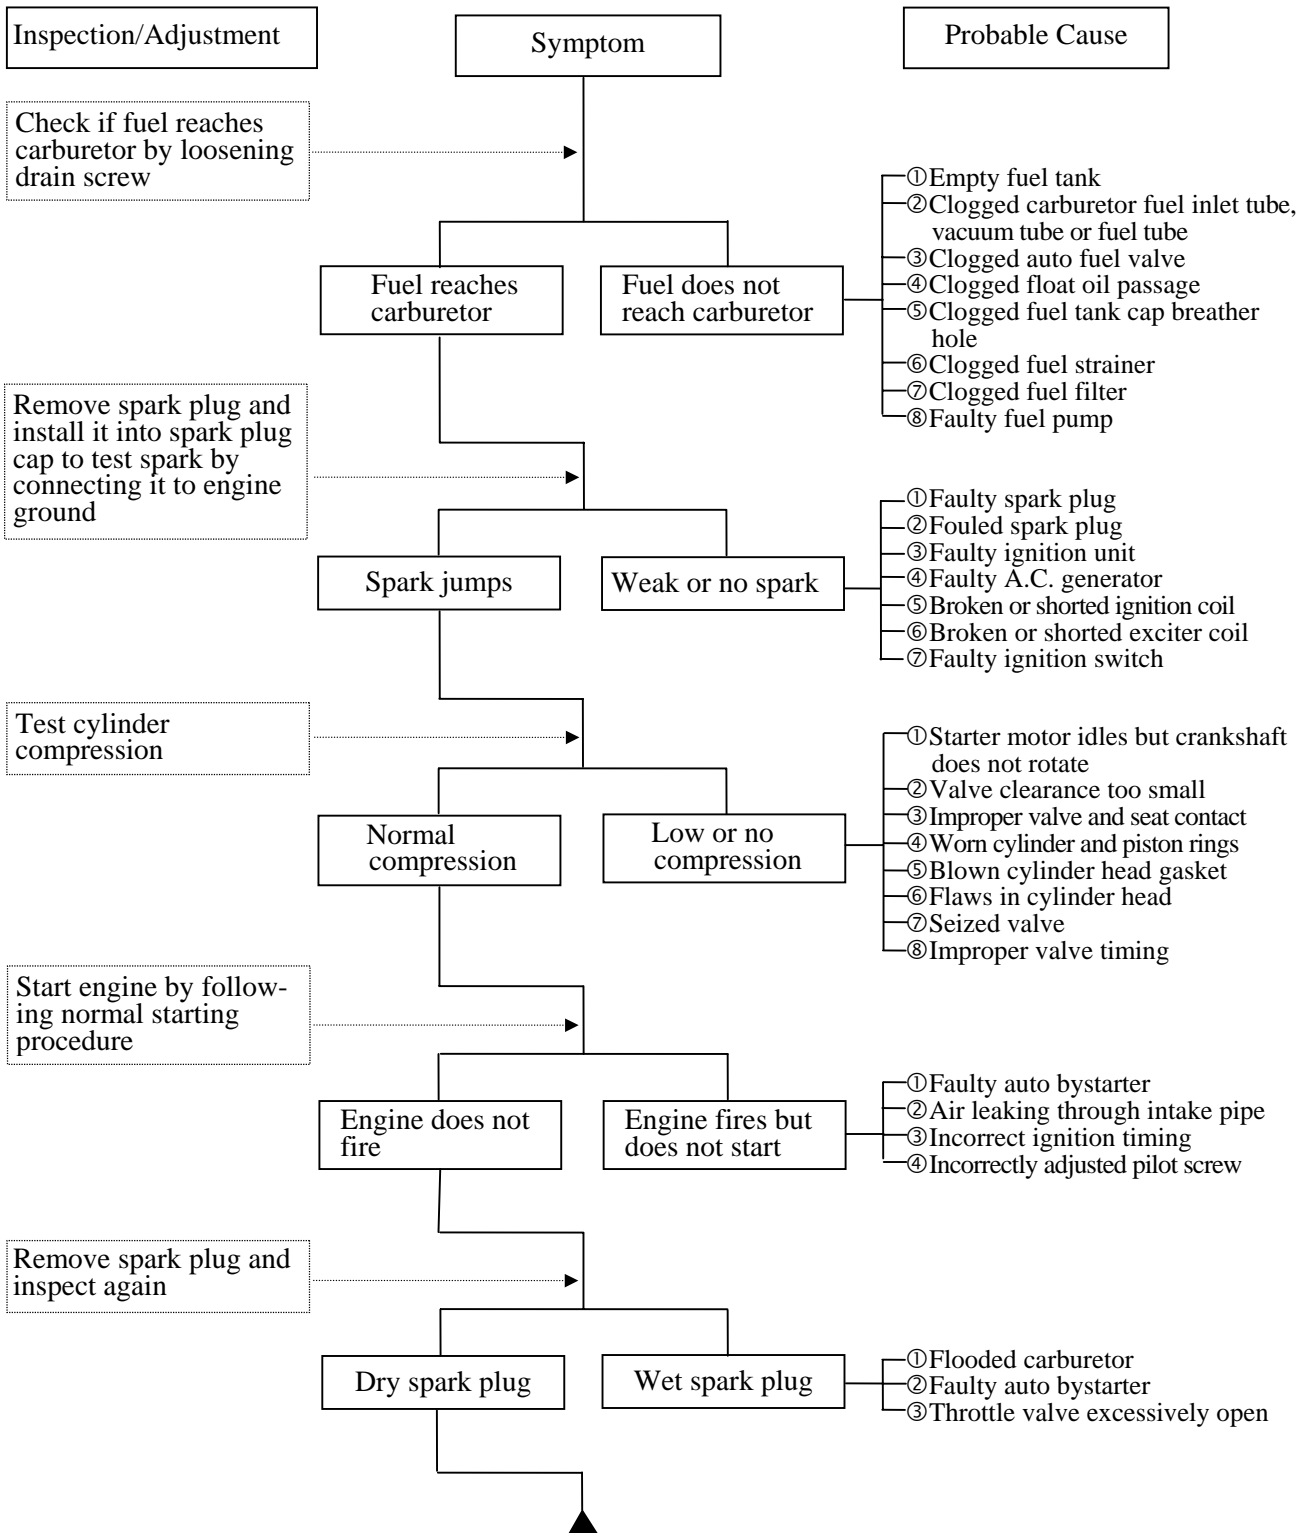 Inspection/Adjustment
Symptom
Probable Cause
Check if fuel reaches
carburetor by loosening
drain screw
①Empty fuel tank
②Clogged carburetor fuel inlet tube,
vacuum tube or fuel tube
③Clogged auto fuel valve
④Clogged float oil passage
⑤Clogged fuel tank cap breather
hole
⑥Clogged fuel strainer
⑦Clogged fuel filter
⑧Faulty fuel pump
Fuel reaches
carburetor
Fuel does not
reach carburetor
Remove spark plug and
install it into spark plug
cap to test spark by
connecting it to engine
ground
①Faulty spark plug
②Fouled spark plug
③Faulty ignition unit
④Faulty A.C. generator
⑤Broken or shorted ignition coil
⑥Broken or shorted exciter coil
⑦Faulty ignition switch
Spark jumps
Weak or no spark
Test cylinder
compression
①Starter motor idles but crankshaft
does not rotate
②Valve clearance too small
③Improper valve and seat contact
④Worn cylinder and piston rings
⑤Blown cylinder head gasket
⑥Flaws in cylinder head
⑦Seized valve
⑧Improper valve timing
Normal
compression
Low or no
compression
Start engine by follow-
ing normal starting
procedure
①Faulty auto bystarter
②Air leaking through intake pipe
③Incorrect ignition timing
④Incorrectly adjusted pilot screw
Engine does not
fire
Engine fires but
does not start
Remove spark plug and
inspect again
Dry spark plug
Wet spark plug
①Flooded carburetor
②Faulty auto bystarter
③Throttle valve excessively open